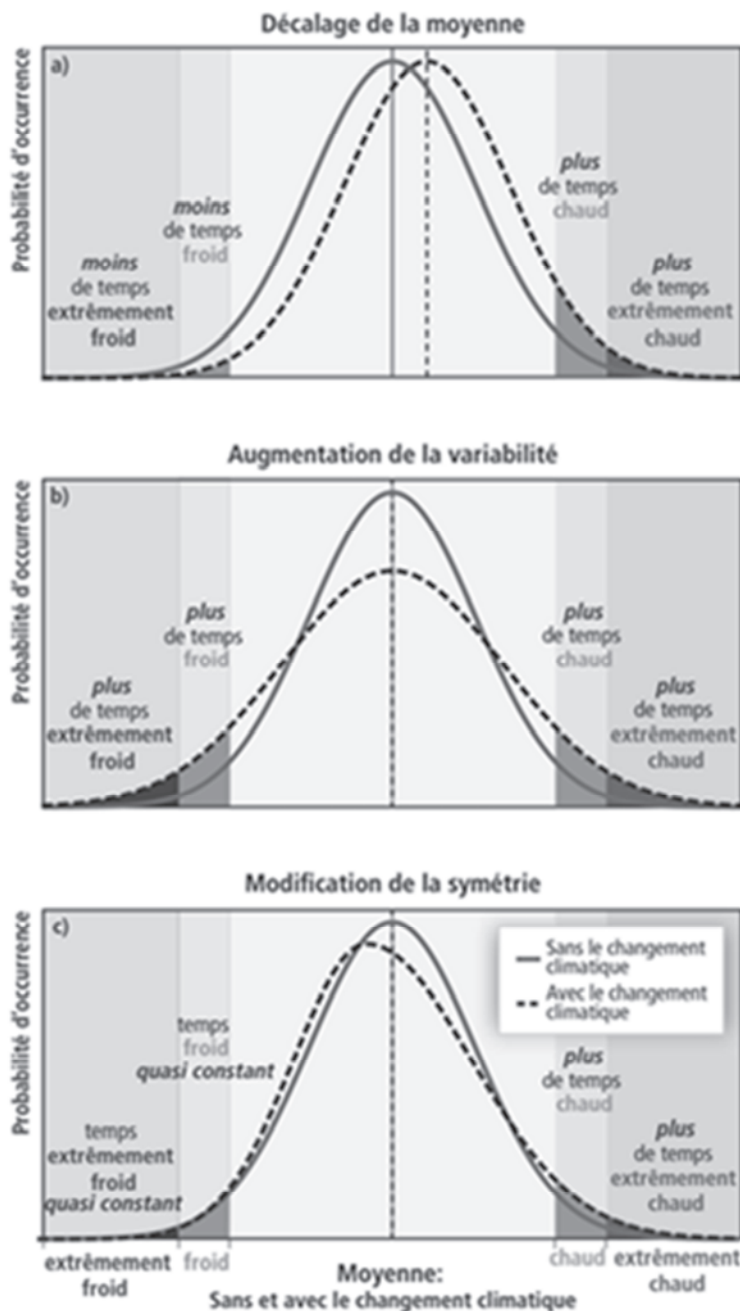 Décalage de la moyenne
a)
Probabilité d'occurrence
moins
de temps
extrêmement
froid
moins
de temps
froid
plus
de temps
chaud
plus
de temps
extrêmement
chaud
Augmentation de la variabilité
b)
Probabilité d'occurrence
plus
de temps
extrêmement
froid
plus
de temps
froid
plus
de temps
chaud
plus
de temps
extrêmement
chaud
Modification de la symétrie
c)
Probabilité d'occurrence
Sans le changement
climatique
Avec le changement
climatique
temps
froid
quasi constant
temps
extrêmement
froid
quasi constant
plus
de temps
chaud
plus
de temps
extrêmement
chaud
extrêmement
froid
froid
Moyenne:
Sans et avec le changement climatique
chaud
extrêmement
chaud